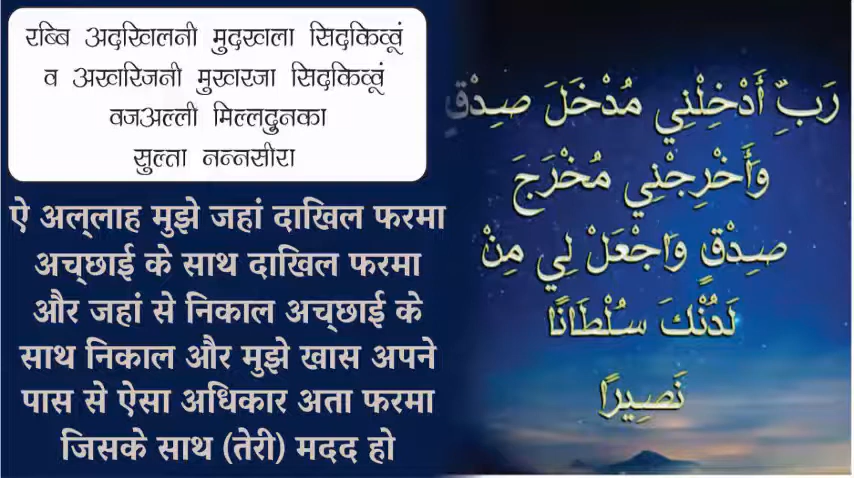 रब्बि अदखिलनी मुदखला सिदकिव्वूं
व अखरिजनी मुखरजा सिदकिव्वूं
वजअल्ली मिल्लदुनका
सुल्ता नन्नसीरा
ऐ अल्लाह मुझे जहां दाखिल फरमा
अच्छाई के साथ दाखिल फरमा
और जहां से निकाल अच्छाई के
साथ निकाल और मुझे खास अपने
पास से ऐसा अधिकार अता फरमा
जिसके साथ (तेरी) मदद हो
رَبِّ أَدْخِلْنِي مُدْخَلَ صِدْقٍ
وَأَخْرِجْنِي مُخْرَجَ
صِدْقٍ وَاجْعَلْ لِي مِنْ
لَدُنْكَ سُلْطَانًا
نَصِيرًا